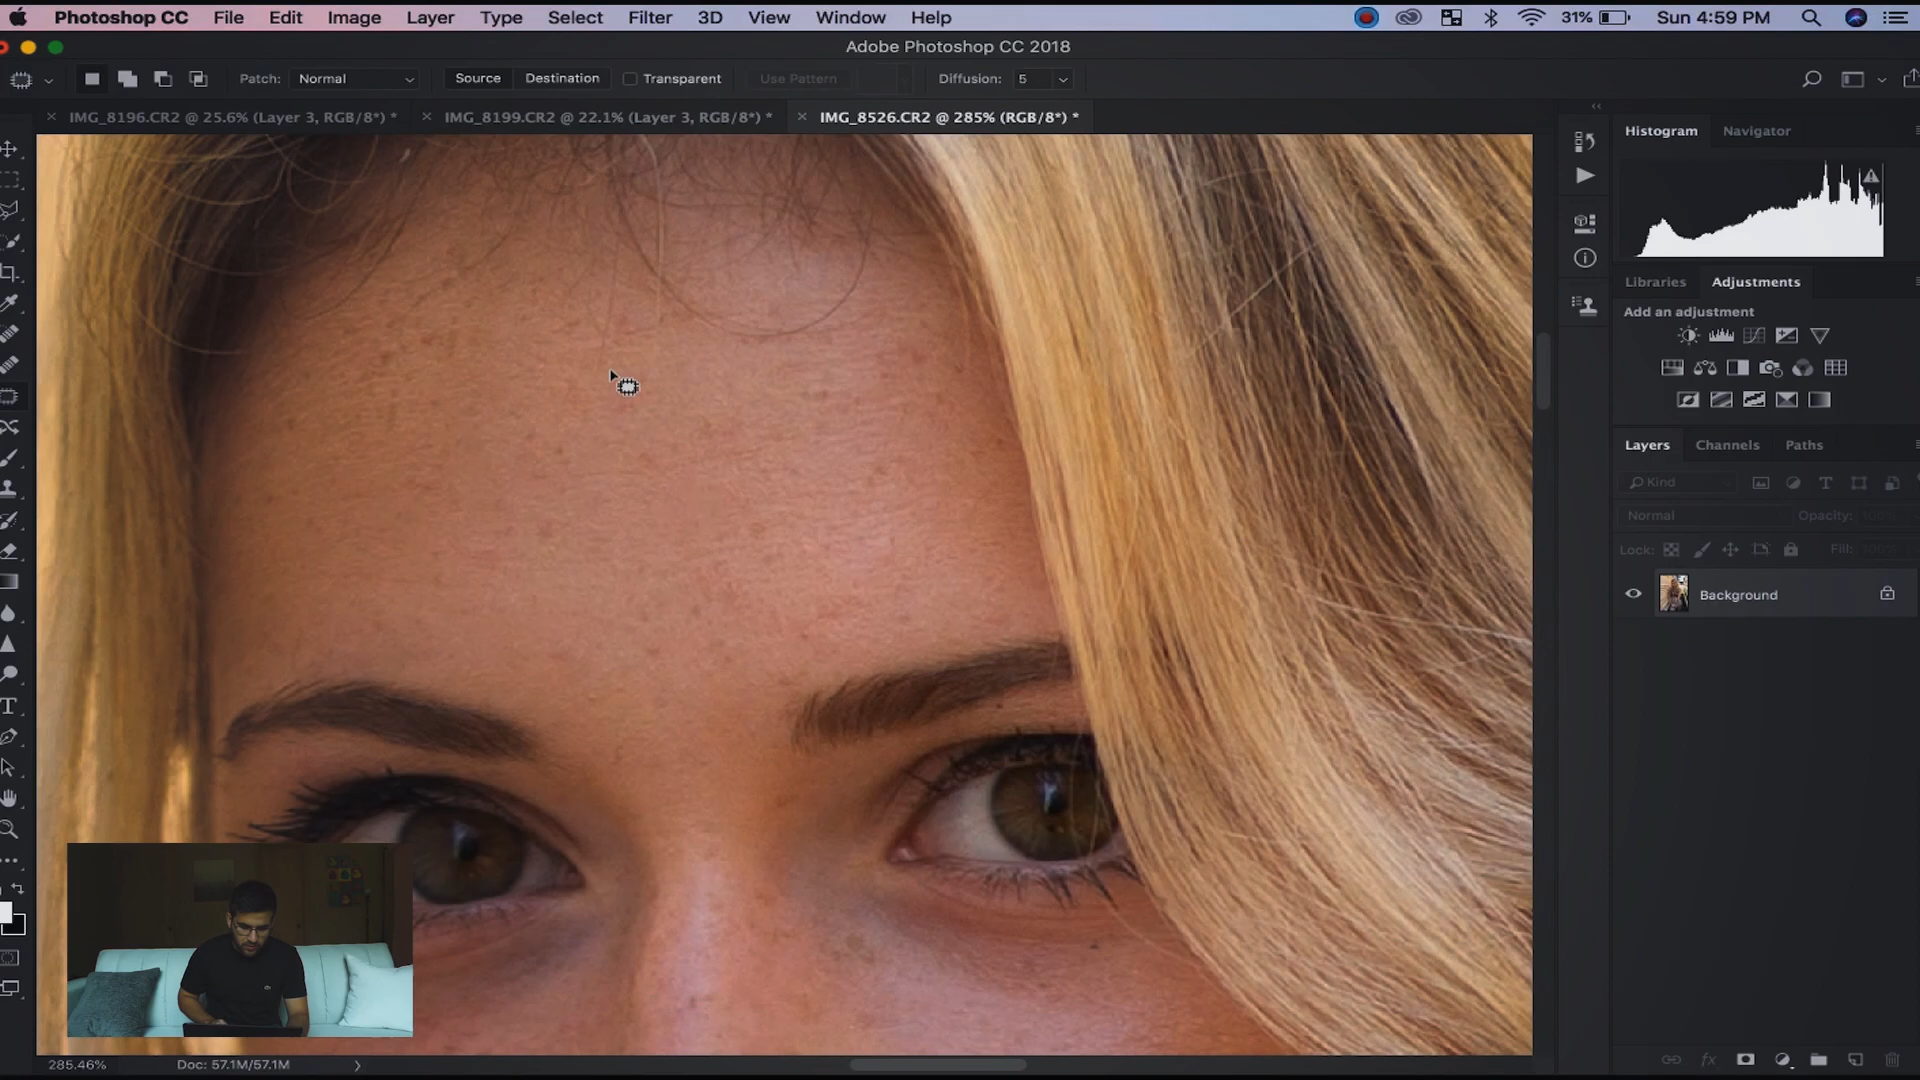 Photoshop CC File Edit Image Layer Type Select Filter 3D View Window Help 31% Sun 4:59 PM
Adobe Photoshop CC 2018
Patch: Normal Source Destination Transparent Use Pattern Diffusion: 5
IMG_8196.CR2 @ 25.6% (Layer 3, RGB/8*) * IMG_8199.CR2 @ 22.1% (Layer 3, RGB/8*) * IMG_8526.CR2 @ 285% (RGB/8*) *
Histogram Navigator
Libraries Adjustments
Add an adjustment
Layers Channels Paths
Kind
Normal Opacity: 100%
Lock: Fill: 100%
Background
285.46% Doc: 57.1M/57.1M